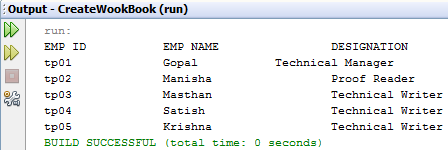 Output - CreateWookBook (run)
run:
EMP ID EMP NAME DESIGNATION
tp01 Gopal Technical Manager
tp02 Manisha Proof Reader
tp03 Masthan Technical Writer
tp04 Satish Technical Writer
tp05 Krishna Technical Writer
BUILD SUCCESSFUL (total time: 0 seconds)